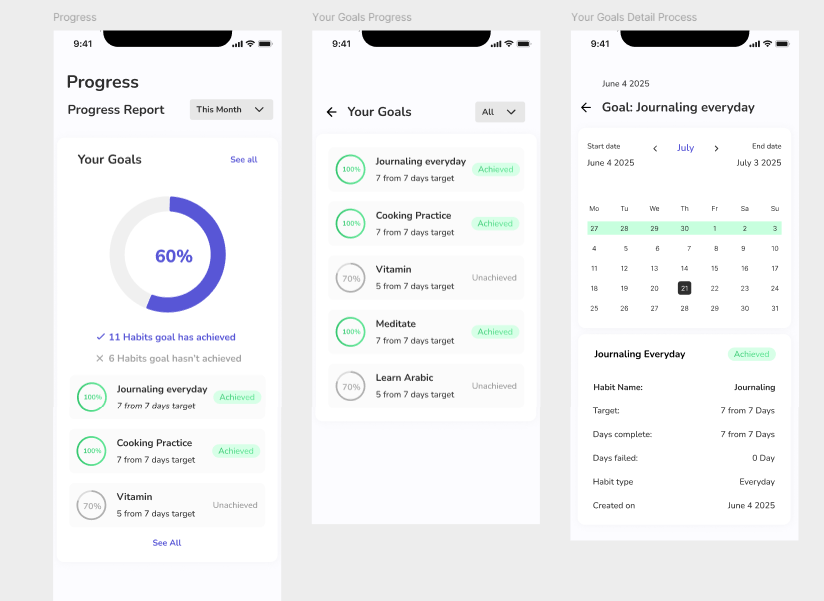 Progress
9:41
Progress
Progress Report
This Month
Your Goals
See all
60%
11 Habits goal has achieved
6 Habits goal hasn't achieved
100%
Journaling everyday
7 from 7 days target
Achieved
100%
Cooking Practice
7 from 7 days target
Achieved
70%
Vitamin
5 from 7 days target
Unachieved
See All
Your Goals Progress
9:41
Your Goals
All
100%
Journaling everyday
7 from 7 days target
Achieved
100%
Cooking Practice
7 from 7 days target
Achieved
70%
Vitamin
5 from 7 days target
Unachieved
100%
Meditate
7 from 7 days target
Achieved
70%
Learn Arabic
5 from 7 days target
Unachieved
Your Goals Detail Process
9:41
June 4 2025
Goal: Journaling everyday
Start date
June 4 2025
July
End date
July 3 2025
Mo Tu We Th Fr Sa Su
27 28 29 30 1 2 3
4 5 6 7 8 9 10
11 12 13 14 15 16 17
18 19 20 21 22 23 24
25 26 27 28 29 30 31
Journaling Everyday
Achieved
Habit Name: Journaling
Target: 7 from 7 Days
Days complete: 7 from 7 Days
Days failed: 0 Day
Habit type Everyday
Created on June 4 2025